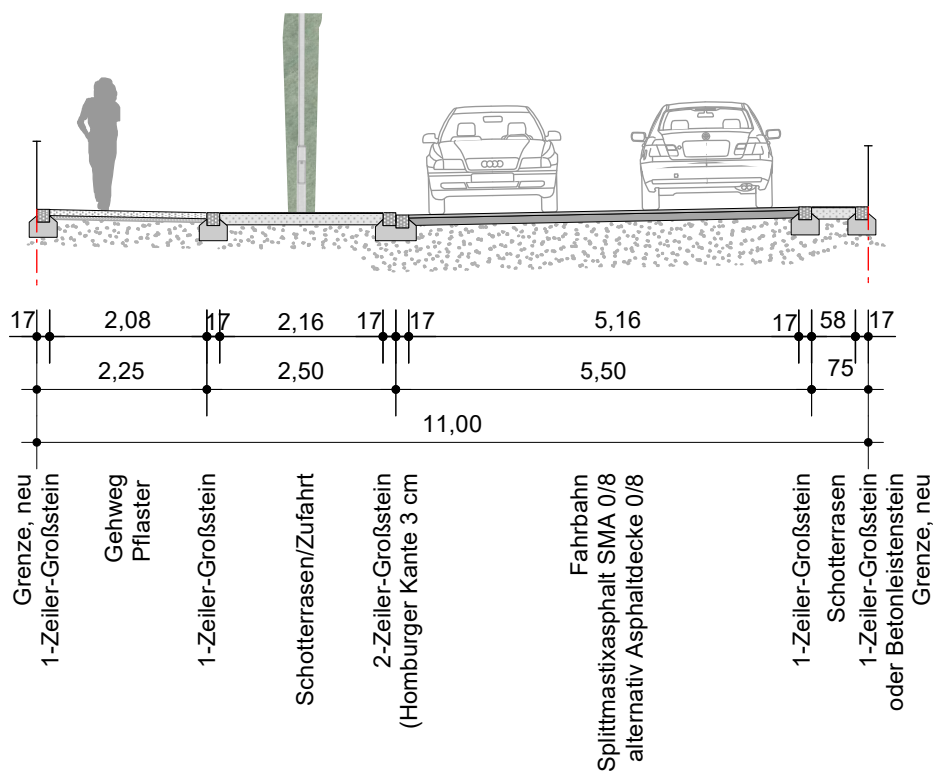 17 2,08 17 2,16 17 17 5,16 17 58 17
2,25 2,50 5,50 75
11,00
Grenze, neu
1-Zeiler-Großstein
Gehweg
Pflaster
1-Zeiler-Großstein
Schotterrasen/Zufahrt
2-Zeiler-Großstein
(Homburger Kante 3 cm
Fahrbahn
Splittmastixasphalt SMA 0/8
alternativ Asphaltdecke 0/8
1-Zeiler-Großstein
Schotterrasen
1-Zeiler-Großstein
oder Betonleistenstein
Grenze, neu